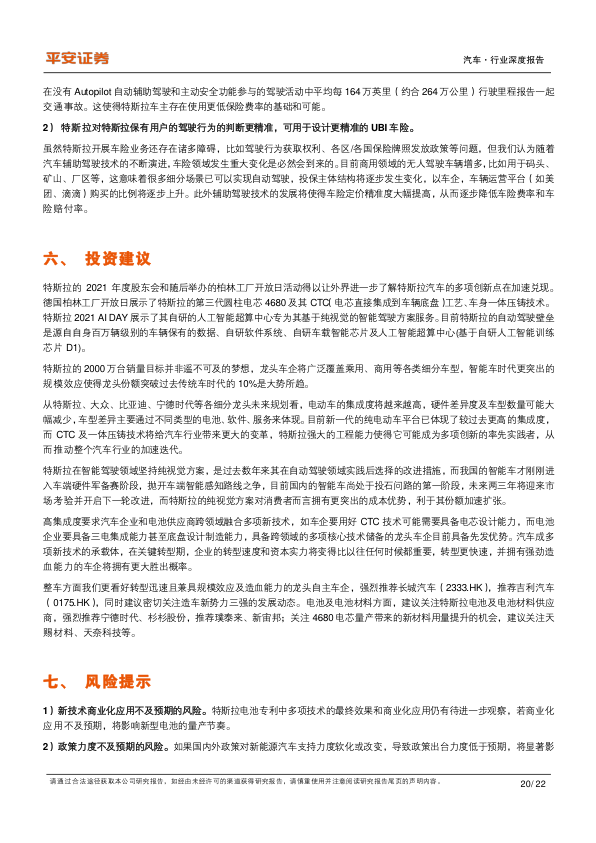 平安证券
汽车·行业深度报告
在没有 Autopilot 自动辅助驾驶和主动安全功能参与的驾驶活动中平均每 164 万英里（约合 264 万公里）行驶里程报告一起
交通事故。这使得特斯拉车主存在使用更低保险费率的基础和可能。
2）特斯拉对特斯拉保有用户的驾驶行为的判断更精准，可用于设计更精准的 UBI 车险。
虽然特斯拉开展车险业务还存在诸多障碍，比如驾驶行为获取权利、各区/各国保险牌照发放政策等问题，但我们认为随着
汽车辅助驾驶技术的不断演进，车险领域发生重大变化是必然会到来的。目前商用领域的无人驾驶车辆增多，比如用于码头、
矿山、厂区等，这意味着很多细分场景已可以实现自动驾驶，投保主体结构将逐步发生变化，以车企，车辆运营平台（如美
团、滴滴）购买的比例将逐步上升。此外辅助驾驶技术的发展将使得车险定价精准度大幅提高，从而逐步降低车险费率和车
险赔付率。
六、 投资建议
特斯拉的 2021 年度股东会和随后举办的柏林工厂开放日活动得以让外界进一步了解特斯拉汽车的多项创新点在加速兑现。
德国柏林工厂开放日展示了特斯拉的第三代圆柱电芯 4680 及其 CTC（电芯直接集成到车辆底盘）工艺、车身一体压铸技术。
特斯拉 2021 AI DAY 展示了其自研的人工智能超算中心专为其基于纯视觉的智能驾驶方案服务。目前特斯拉的自动驾驶壁垒
是源自自身百万辆级别的车辆保有的数据、自研软件系统、自研车载智能芯片及人工智能超算中心(基于自研人工智能训练
芯片 D1)。
特斯拉的 2000 万台销量目标并非遥不可及的梦想，龙头车企将广泛覆盖乘用、商用等各类细分车型，智能车时代更突出的
规模效应使得龙头份额突破过去传统车时代的 10%是大势所趋。
从特斯拉、大众、比亚迪、宁德时代等各细分龙头未来规划看，电动车的集成度将越来越高，硬件差异度及车型数量可能大
幅减少，车型差异主要通过不同类型的电池、软件、服务来体现。目前新一代的纯电动车平台已体现了较过去更高的集成度，
而 CTC 及一体压铸技术将给汽车行业带来更大的变革，特斯拉强大的工程能力使得它可能成为多项创新的率先实践者，从
而推动整个汽车行业的加速迭代。
特斯拉在智能驾驶领域坚持纯视觉方案，是过去数年来其在自动驾驶领域实践后选择的改进措施，而我国的智能车才刚刚进
入车端硬件军备赛阶段，抛开车端智能感知路线之争，目前国内的智能车尚处于投石问路的第一阶段，未来两三年将迎来市
场考验并开启下一轮改进，而特斯拉的纯视觉方案对消费者而言拥有更突出的成本优势，利于其份额加速扩张。
高集成度要求汽车企业和电池供应商跨领域融合多项新技术，如车企要用好 CTC 技术可能需要具备电芯设计能力，而电池
企业要具备三电集成能力甚至底盘设计制造能力，具备跨领域的多项核心技术储备的龙头车企目前具备先发优势。汽车成多
项新技术的承载体，在关键转型期，企业的转型速度和资本实力将变得比以往任何时候都重要，转型更快速，并拥有强劲造
血能力的车企将拥有更大胜出概率。
整车方面我们更看好转型迅速且兼具规模效应及造血能力的龙头自主车企，强烈推荐长城汽车（2333.HK），推荐吉利汽车
（0175.HK），同时建议密切关注造车新势力三强的发展动态。电池及电池材料方面，建议关注特斯拉电池及电池材料供应
商，强烈推荐宁德时代、杉杉股份，推荐璞泰来、新宙邦；关注 4680 电芯量产带来的新材料用量提升的机会，建议关注天
赐材料、天奈科技等。
七、 风险提示
1）新技术商业化应用不及预期的风险。特斯拉电池专利中多项技术的最终效果和商业化应用仍有待进一步观察，若商业化
应用不及预期，将影响新型电池的量产节奏。
2）政策力度不及预期的风险。如果国内外政策对新能源汽车支持力度软化或改变，导致政策出台力度低于预期，将显著影
请通过合法途径获取本公司研究报告，如经由未经许可的渠道获得研究报告，请慎重使用并注意阅读研究报告尾页的声明内容。
20/ 22